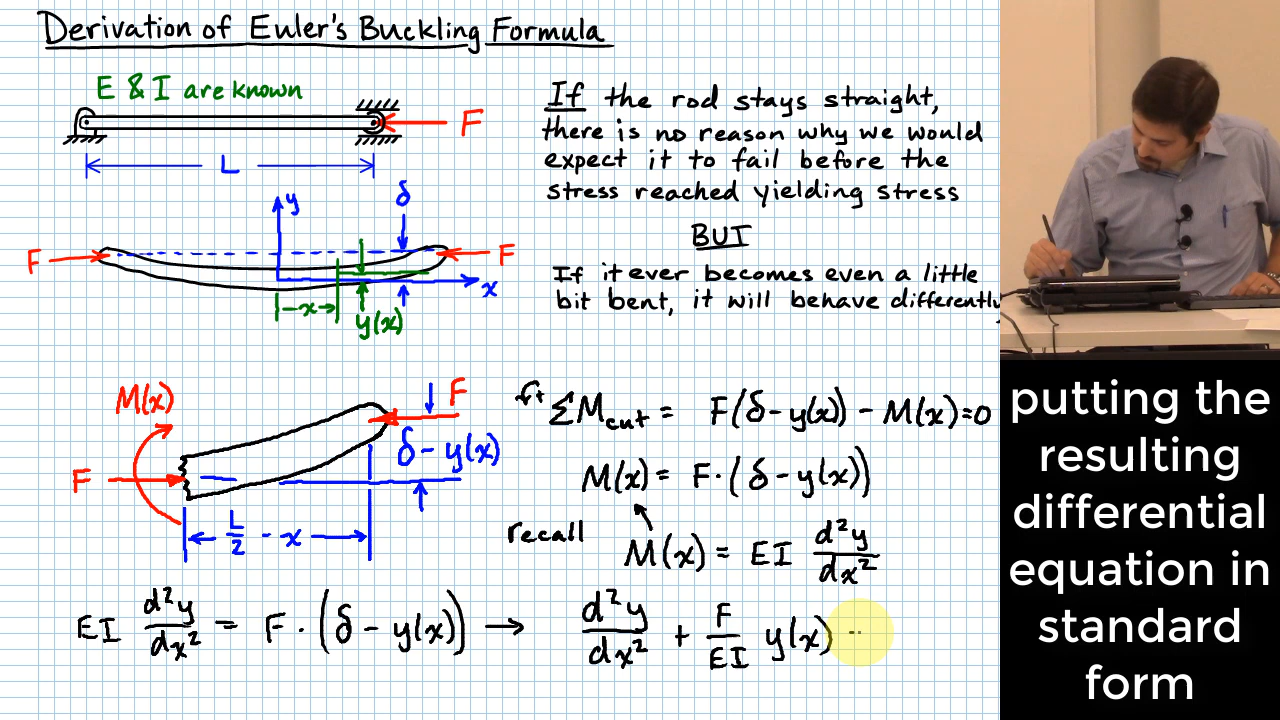 Derivation of Euler's Buckling Formula
E & I are known
F
L
If the rod stays straight,
there is no reason why we would
expect it to fail before the
stress reached yielding stress
BUT
If it ever becomes even a little
bit bent, it will behave differently
y
δ
F
F
x
x
y(x)
M(x)
F
F
δ - y(x)
L/2 - x
+ ΣM_cut = F(δ - y(x)) - M(x) = 0
M(x) = F · (δ - y(x))
recall
M(x) = EI d²y/dx²
EI d²y/dx² = F · (δ - y(x)) → d²y/dx² + F/EI y(x)
putting the
resulting
differential
equation in
standard
form